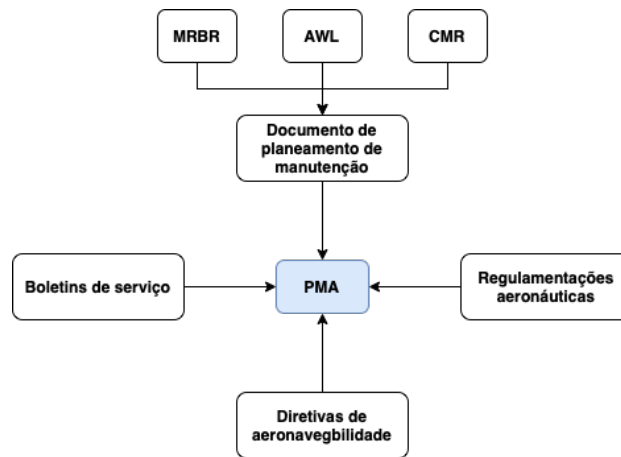 MRBR
AWL
CMR
Documento de
planeamento de
manutenção
Boletins de serviço
PMA
Regulamentações
aeronáuticas
Diretivas de
aeronavegbilidade